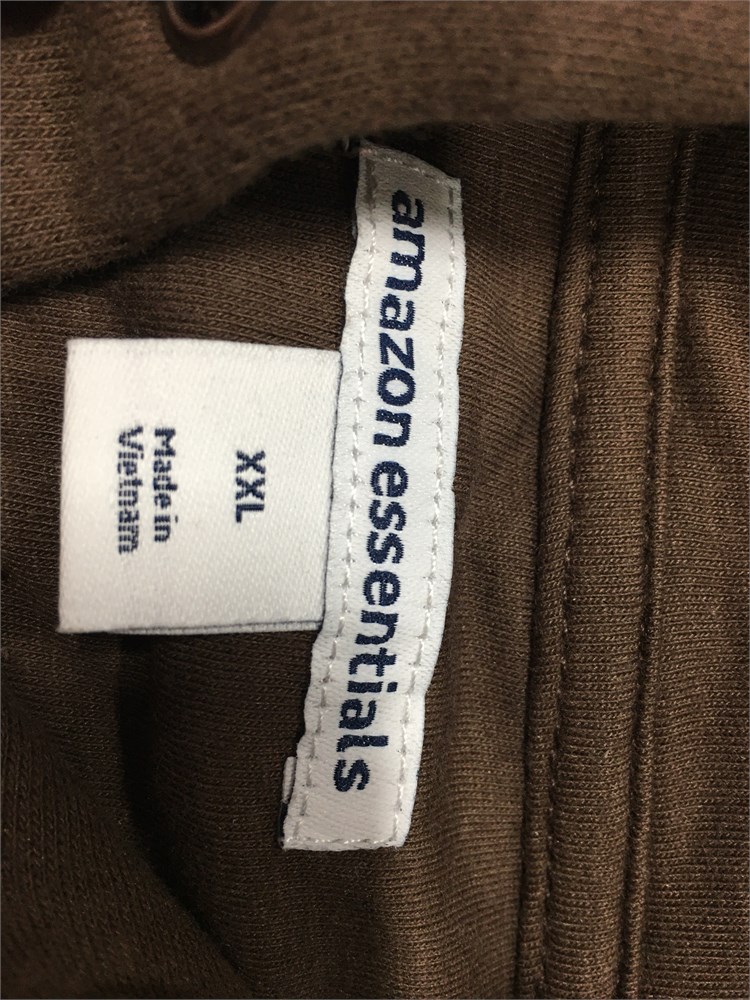 amazon essentials
XXL
Made in
Vietnam